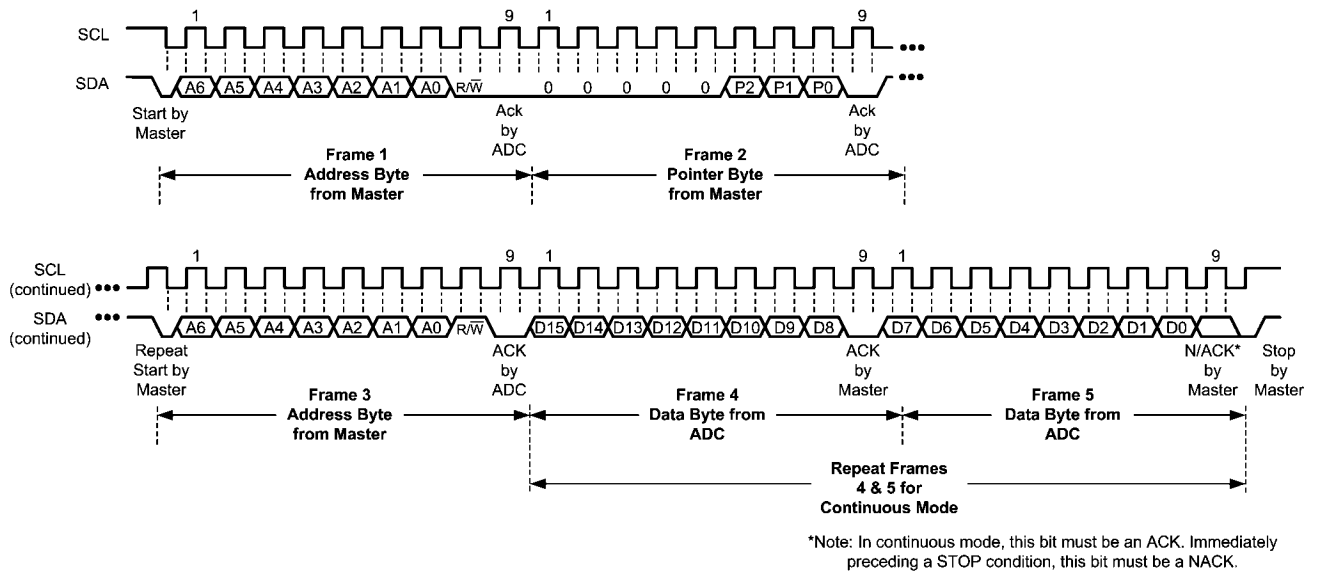 1 9 1 9
SCL
SDA A6 A5 A4 A3 A2 A1 A0 R/W̅ 0 0 0 0 0 P2 P1 P0
Start by
Master
Ack
by
ADC
Ack
by
ADC
Frame 1
Address Byte
from Master
Frame 2
Pointer Byte
from Master
1 9 1 9 1 9
SCL
(continued)
SDA
(continued)
A6 A5 A4 A3 A2 A1 A0 R/W̅ D15 D14 D13 D12 D11 D10 D9 D8 D7 D6 D5 D4 D3 D2 D1 D0
Repeat
Start by
Master
ACK
by
ADC
ACK
by
Master
N/ACK*
by
Master
Stop
by
Master
Frame 3
Address Byte
from Master
Frame 4
Data Byte from
ADC
Frame 5
Data Byte from
ADC
Repeat Frames
4 & 5 for
Continuous Mode
*Note: In continuous mode, this bit must be an ACK. Immediately
preceding a STOP condition, this bit must be a NACK.